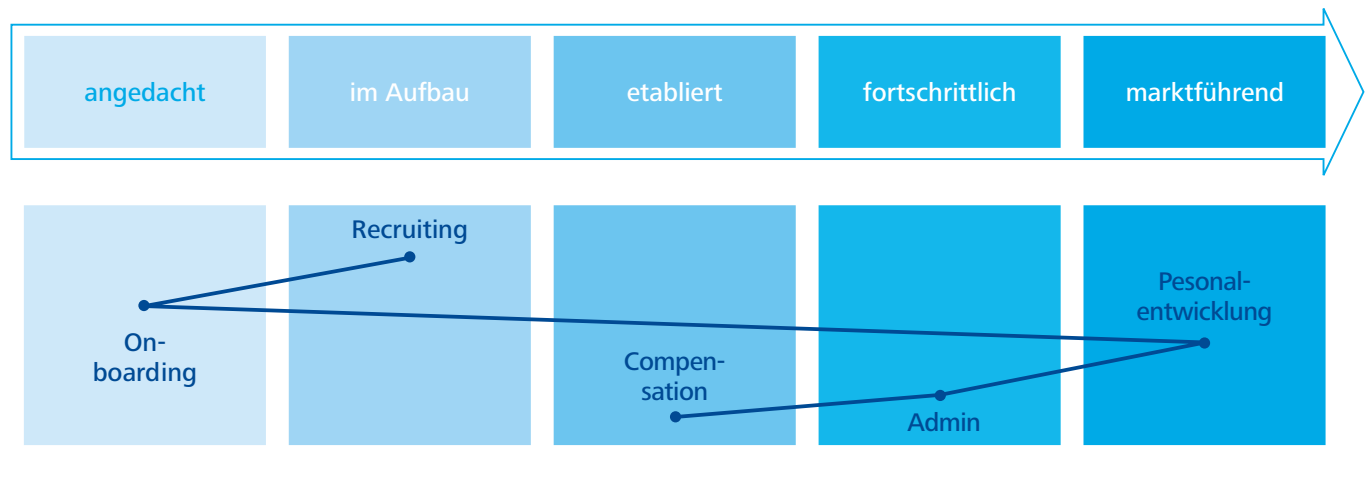 angedacht
im Aufbau
etabliert
fortschrittlich
marktführend
Recruiting
On-
boarding
Compen-
sation
Admin
Pesonal-
entwicklung